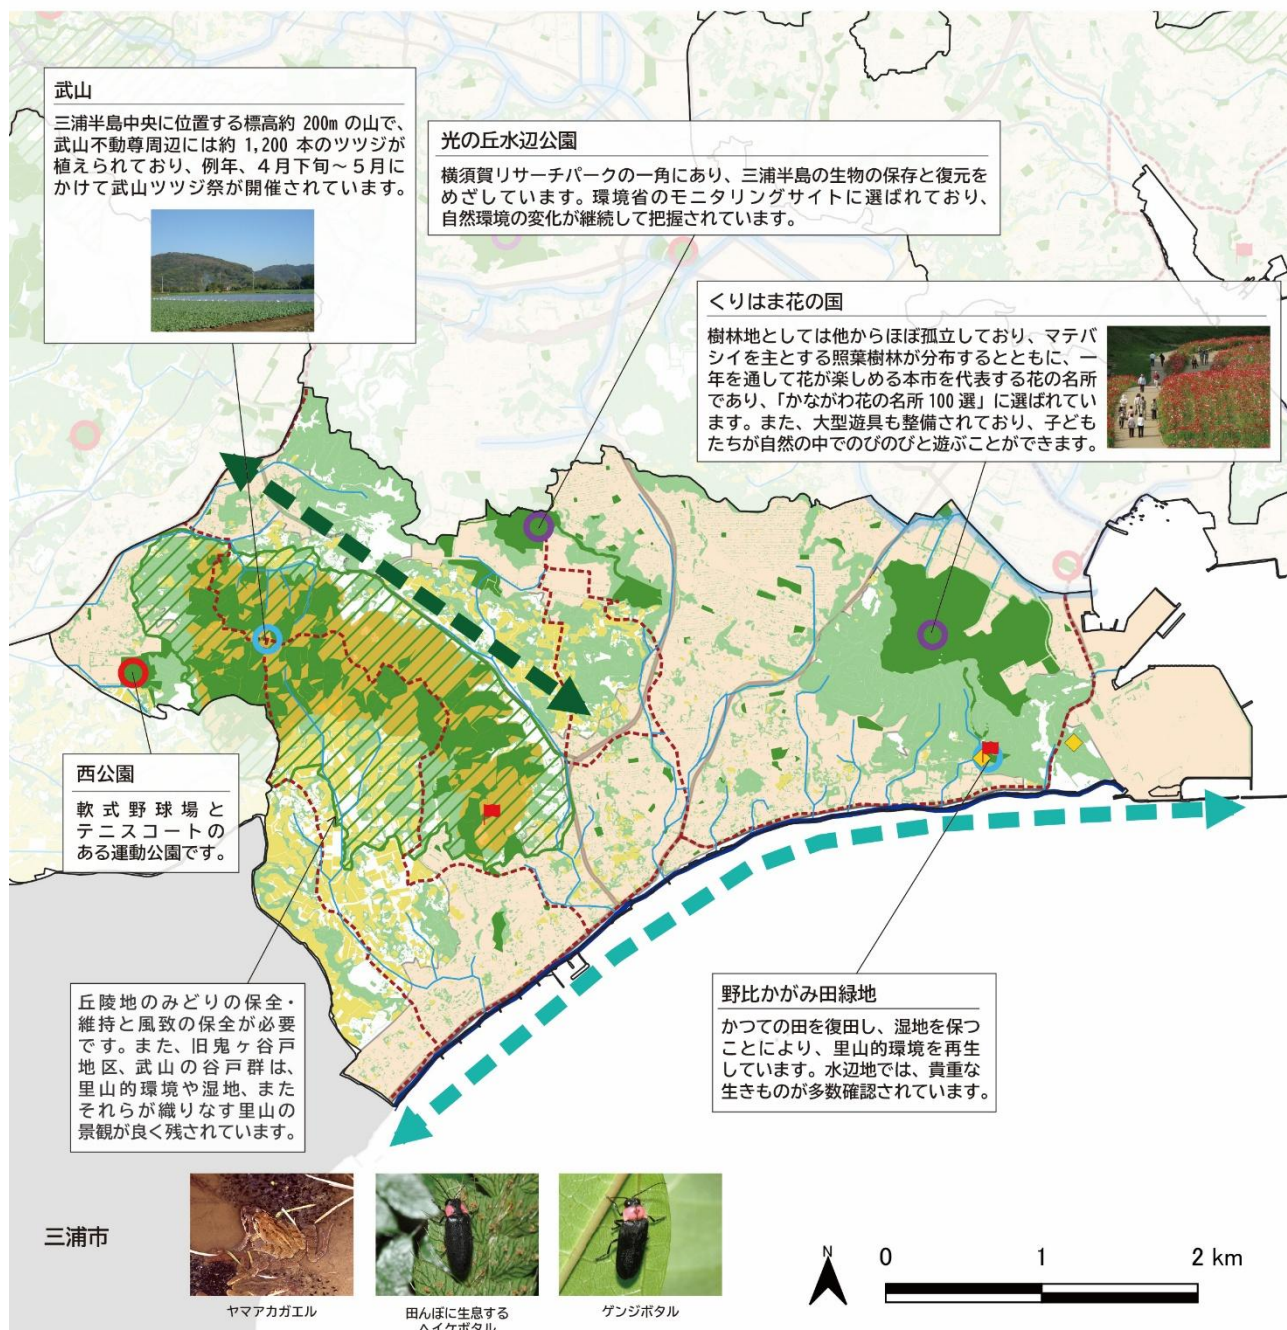 武山
三浦半島中央に位置する標高約 200m の山で、
武山不動尊周辺には約 1,200 本のツツジが
植えられており、例年、４月下旬～５月に
かけて武山ツツジ祭が開催されています。
光の丘水辺公園
横須賀リサーチパークの一角にあり、三浦半島の生物の保存と復元を
めざしています。環境省のモニタリングサイトに選ばれており、
自然環境の変化が継続して把握されています。
くりはま花の国
樹林地としては他からほぼ孤立しており、マテバ
シイを主とする照葉樹林が分布するとともに、一
年を通して花が楽しめる本市を代表する花の名所
であり、「かながわ花の名所 100 選」に選ばれてい
ます。また、大型遊具も整備されており、子ども
たちが自然の中でのびのびと遊ぶことができます。
西公園
軟式野球場と
テニスコートの
ある運動公園です。
丘陵地のみどりの保全・
維持と風致の保全が必要
です。また、旧鬼ヶ谷戸
地区、武山の谷戸群は、
里山的環境や湿地、また
それらが織りなす里山の
景観が良く残されています。
野比かがみ田緑地
かつての田を復田し、湿地を保つ
ことにより、里山的環境を再生
しています。水辺地では、貴重な
生きものが多数確認されています。
三浦市
ヤマアカガエル
田んぼに生息する
ヘイケボタル
ゲンジボタル
N
0 1 2 km